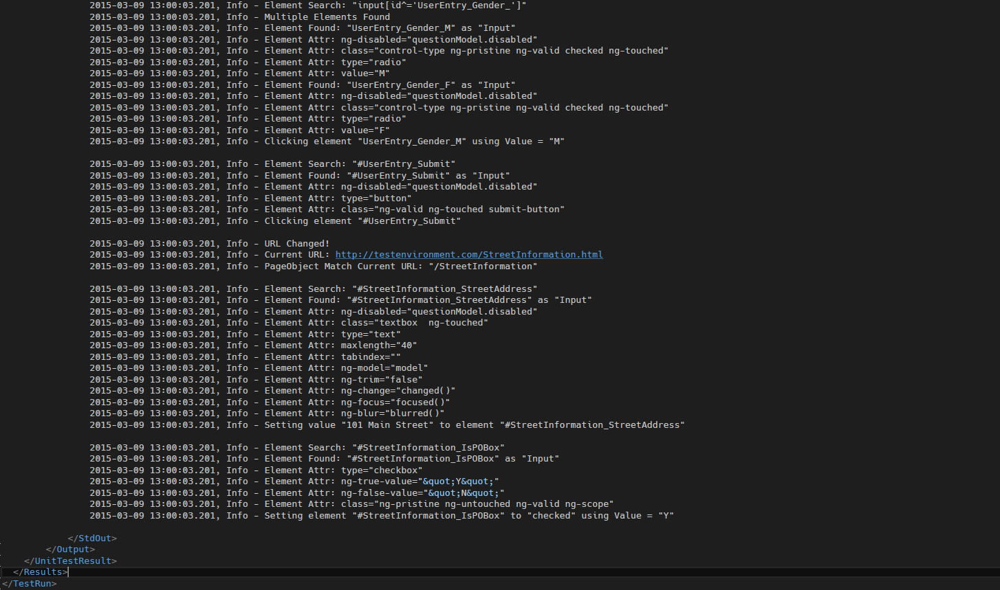 2015-03-09 13:00:03.201, Info - Element Search: "input[id^='UserEntry_Gender_']"
2015-03-09 13:00:03.201, Info - Multiple Elements Found
2015-03-09 13:00:03.201, Info - Element Found: "UserEntry_Gender_M" as "Input"
2015-03-09 13:00:03.201, Info - Element Attr: ng-disabled="questionModel.disabled"
2015-03-09 13:00:03.201, Info - Element Attr: class="control-type ng-pristine ng-valid checked ng-touched"
2015-03-09 13:00:03.201, Info - Element Attr: type="radio"
2015-03-09 13:00:03.201, Info - Element Attr: value="M"
2015-03-09 13:00:03.201, Info - Element Found: "UserEntry_Gender_F" as "Input"
2015-03-09 13:00:03.201, Info - Element Attr: ng-disabled="questionModel.disabled"
2015-03-09 13:00:03.201, Info - Element Attr: class="control-type ng-pristine ng-valid checked ng-touched"
2015-03-09 13:00:03.201, Info - Element Attr: type="radio"
2015-03-09 13:00:03.201, Info - Element Attr: value="F"
2015-03-09 13:00:03.201, Info - Clicking element "UserEntry_Gender_M" using Value = "M"
2015-03-09 13:00:03.201, Info - Element Search: "#UserEntry_Submit"
2015-03-09 13:00:03.201, Info - Element Found: "#UserEntry_Submit" as "Input"
2015-03-09 13:00:03.201, Info - Element Attr: ng-disabled="questionModel.disabled"
2015-03-09 13:00:03.201, Info - Element Attr: type="button"
2015-03-09 13:00:03.201, Info - Element Attr: class="ng-valid ng-touched submit-button"
2015-03-09 13:00:03.201, Info - Clicking element "#UserEntry_Submit"
2015-03-09 13:00:03.201, Info - URL Changed!
2015-03-09 13:00:03.201, Info - Current URL: http://testenvironment.com/StreetInformation.html
2015-03-09 13:00:03.201, Info - PageObject Match Current URL: "/StreetInformation"
2015-03-09 13:00:03.201, Info - Element Search: "#StreetInformation_StreetAddress"
2015-03-09 13:00:03.201, Info - Element Found: "#StreetInformation_StreetAddress" as "Input"
2015-03-09 13:00:03.201, Info - Element Attr: ng-disabled="questionModel.disabled"
2015-03-09 13:00:03.201, Info - Element Attr: class="textbox  ng-touched"
2015-03-09 13:00:03.201, Info - Element Attr: type="text"
2015-03-09 13:00:03.201, Info - Element Attr: maxlength="40"
2015-03-09 13:00:03.201, Info - Element Attr: tabindex=""
2015-03-09 13:00:03.201, Info - Element Attr: ng-model="model"
2015-03-09 13:00:03.201, Info - Element Attr: ng-trim="false"
2015-03-09 13:00:03.201, Info - Element Attr: ng-change="changed()"
2015-03-09 13:00:03.201, Info - Element Attr: ng-focus="focused()"
2015-03-09 13:00:03.201, Info - Element Attr: ng-blur="blurred()"
2015-03-09 13:00:03.201, Info - Setting value "101 Main Street" to element "#StreetInformation_StreetAddress"
2015-03-09 13:00:03.201, Info - Element Search: "#StreetInformation_IsPOBox"
2015-03-09 13:00:03.201, Info - Element Found: "#StreetInformation_IsPOBox" as "Input"
2015-03-09 13:00:03.201, Info - Element Attr: type="checkbox"
2015-03-09 13:00:03.201, Info - Element Attr: ng-true-value="&quot;Y&quot;"
2015-03-09 13:00:03.201, Info - Element Attr: ng-false-value="&quot;N&quot;"
2015-03-09 13:00:03.201, Info - Element Attr: class="ng-pristine ng-untouched ng-valid ng-scope"
2015-03-09 13:00:03.201, Info - Setting element "#StreetInformation_IsPOBox" to "checked" using Value = "Y"
</StdOut>
</Output>
</UnitTestResult>
</Results>
</TestRun>